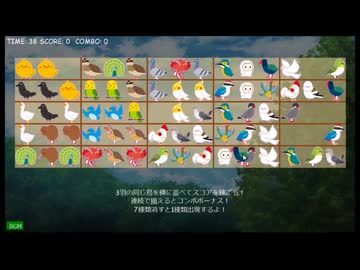 TIME: 38 SCORE: 0 COMBO: 0
3羽の同じ鳥を横に並べてスコアを稼ごう!
連続で揃えるとコンボボーナス!
7種類消すと1種類出現するよ!
BGM